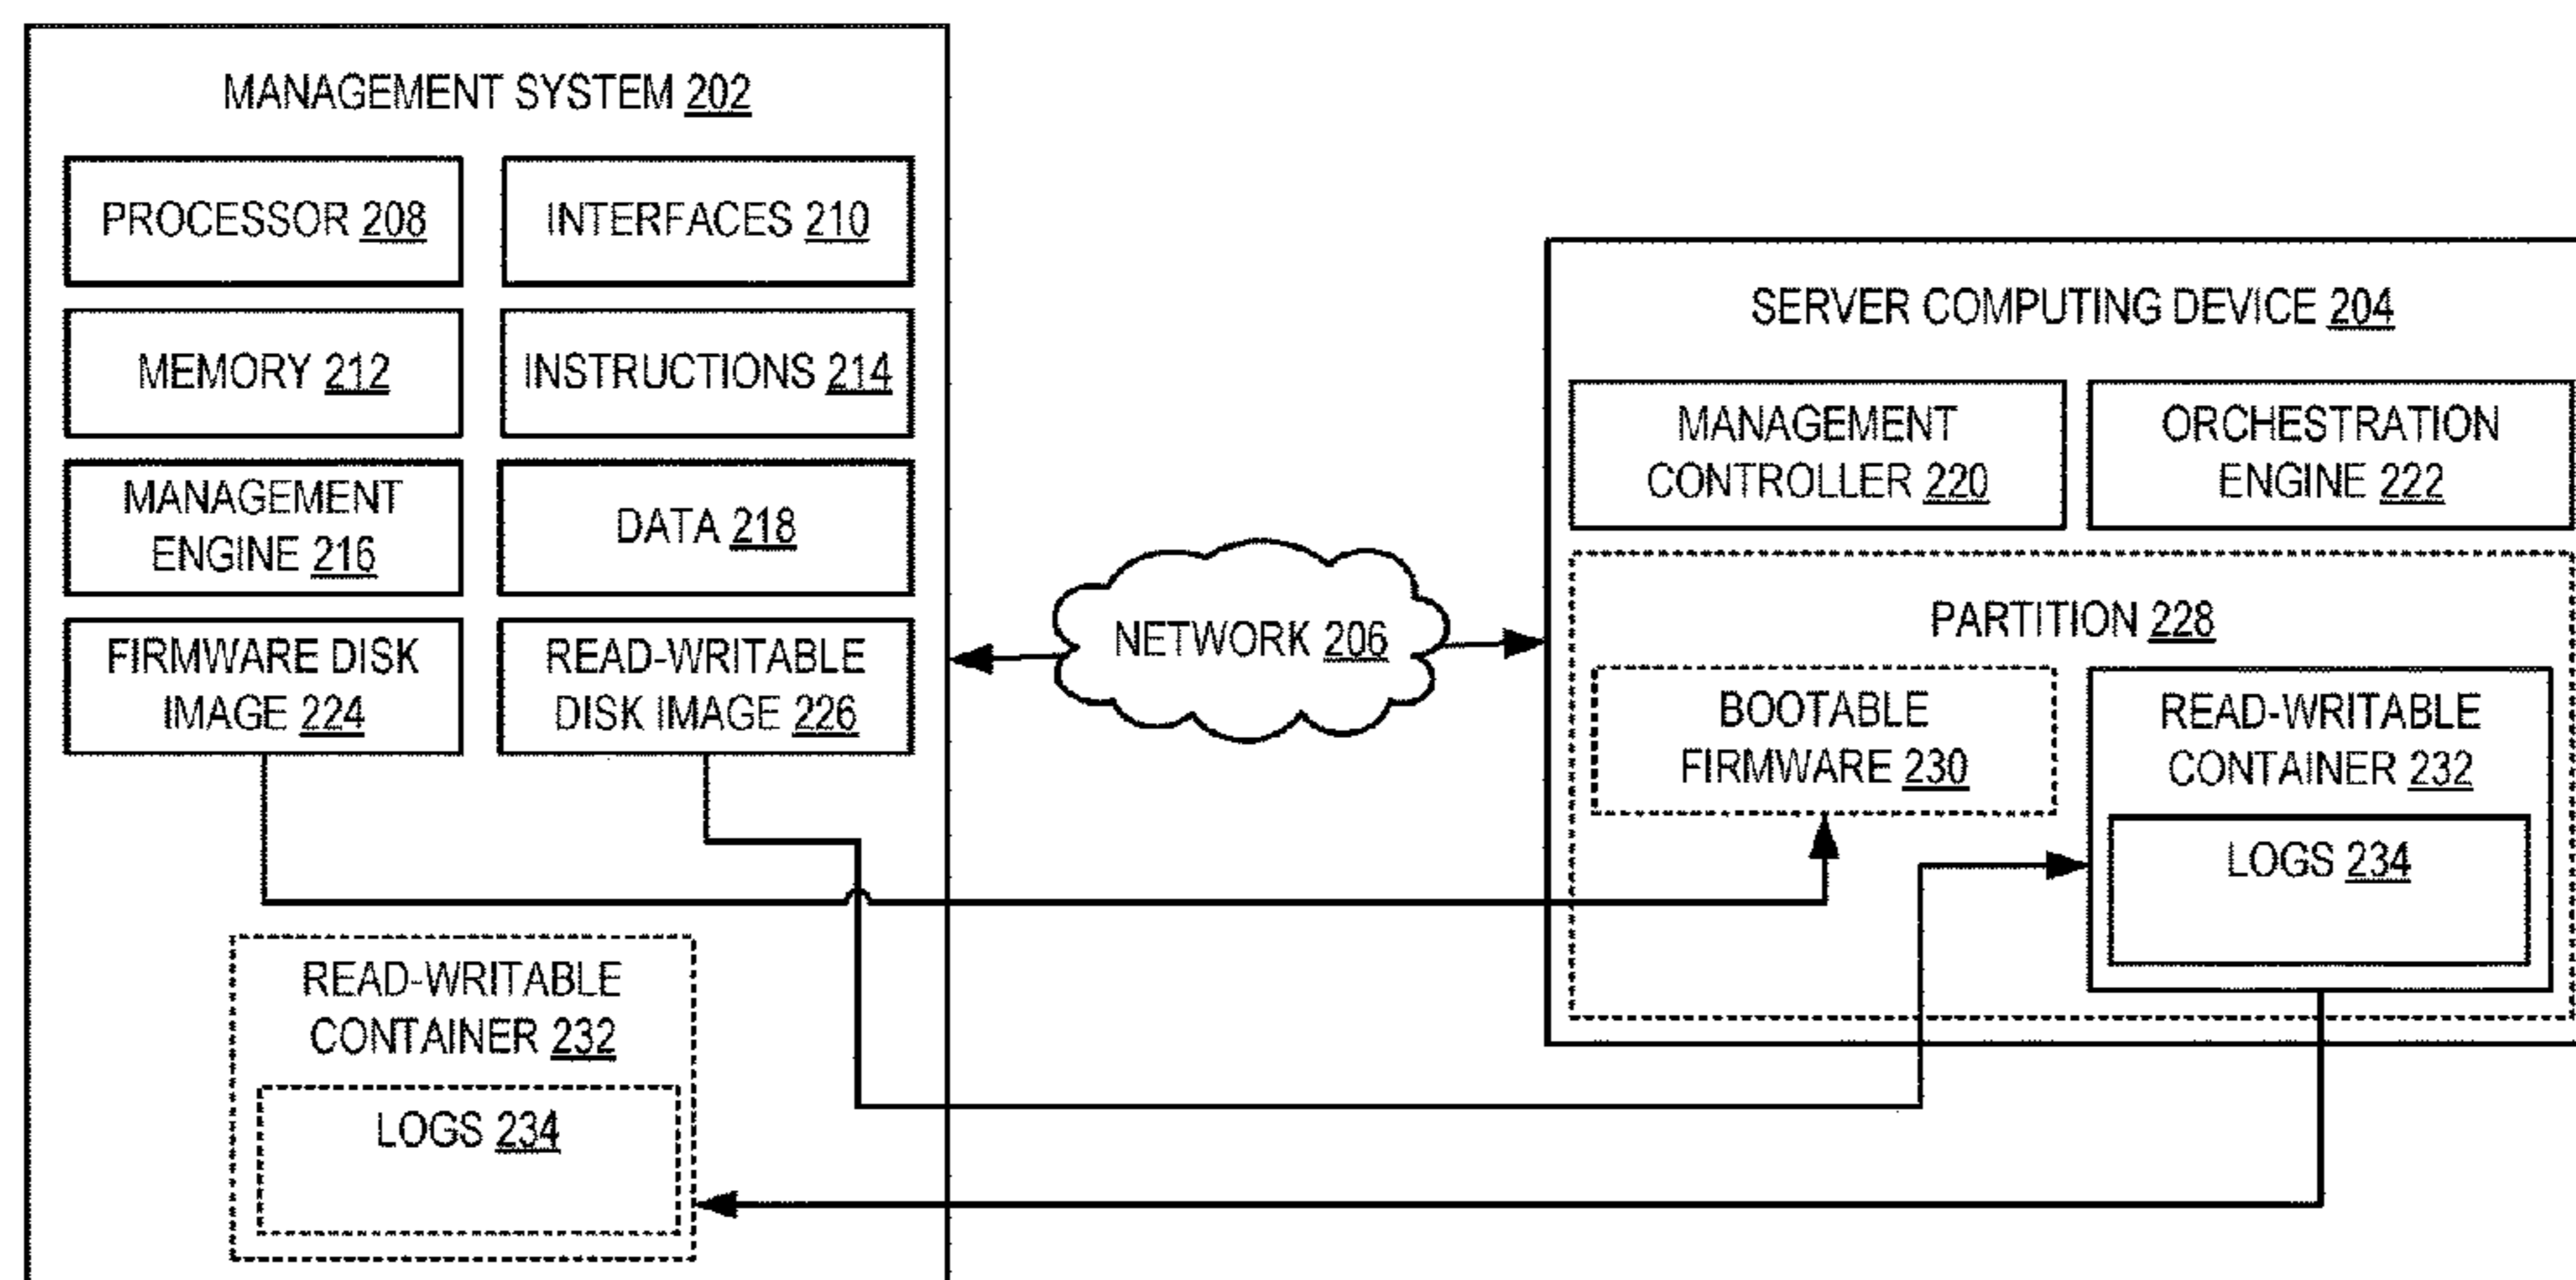 MANAGEMENT SYSTEM 202
PROCESSOR 208
INTERFACES 210
MEMORY 212
INSTRUCTIONS 214
MANAGEMENT
ENGINE 216
DATA 218
FIRMWARE DISK
IMAGE 224
READ-WRITABLE
DISK IMAGE 226
READ-WRITABLE
CONTAINER 232
LOGS 234
NETWORK 206
SERVER COMPUTING DEVICE 204
MANAGEMENT
CONTROLLER 220
ORCHESTRATION
ENGINE 222
PARTITION 228
BOOTABLE
FIRMWARE 230
READ-WRITABLE
CONTAINER 232
LOGS 234